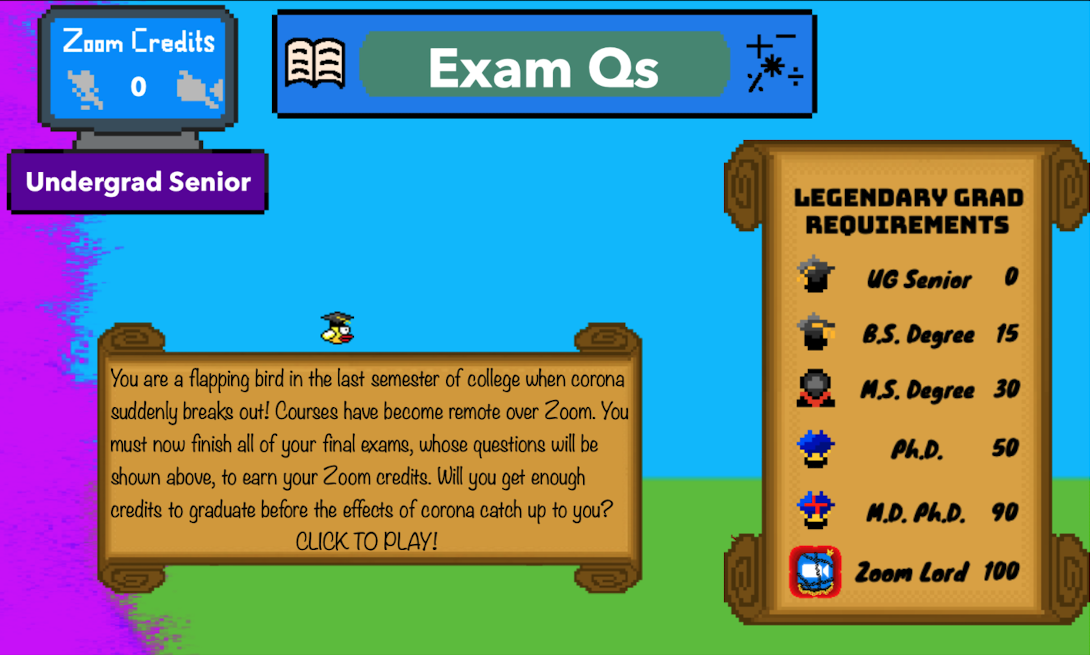 Zoom Credits
0
Exam Qs
Undergrad Senior
LEGENDARY GRAD
REQUIREMENTS
UG Senior 0
B.S. Degree 15
M.S. Degree 30
Ph.D. 50
M.D. Ph.D. 90
Zoom Lord 100
You are a flapping bird in the last semester of college when corona
suddenly breaks out! Courses have become remote over Zoom. You
must now finish all of your final exams, whose questions will be
shown above, to earn your Zoom credits. Will you get enough
credits to graduate before the effects of corona catch up to you?
CLICK TO PLAY!